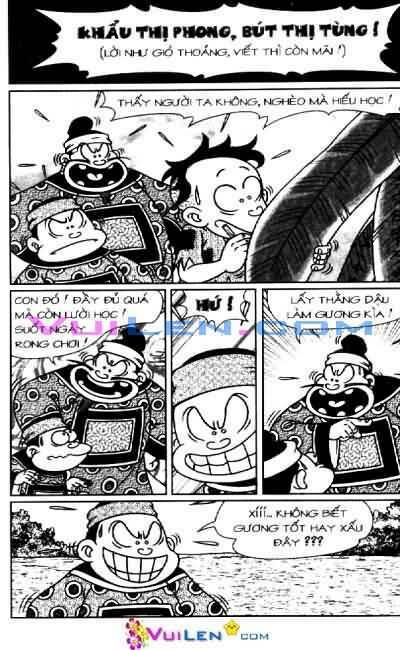 KHẨU THỊ PHONG, BÚT THỊ TÙNG !
(LỜI NHƯ GIÓ THOẢNG, VIẾT THÌ CÒN MÃI !)
THẤY NGƯỜI TA KHÔNG, NGHÈO MÀ HIẾU HỌC !
CON ĐÓ ! ĐẦY ĐỦ QUÁ
MÀ CÒN LƯỜI HỌC !
SUỐT NGÀY
RONG CHƠI !
HỨ !
LẤY THẰNG DẬU
LÀM GƯƠNG KÌA !
VuiLen.com
XÍÍÍ... KHÔNG BIẾT
GƯƠNG TỐT HAY XẤU
ĐÂY ???
VuiLen.com